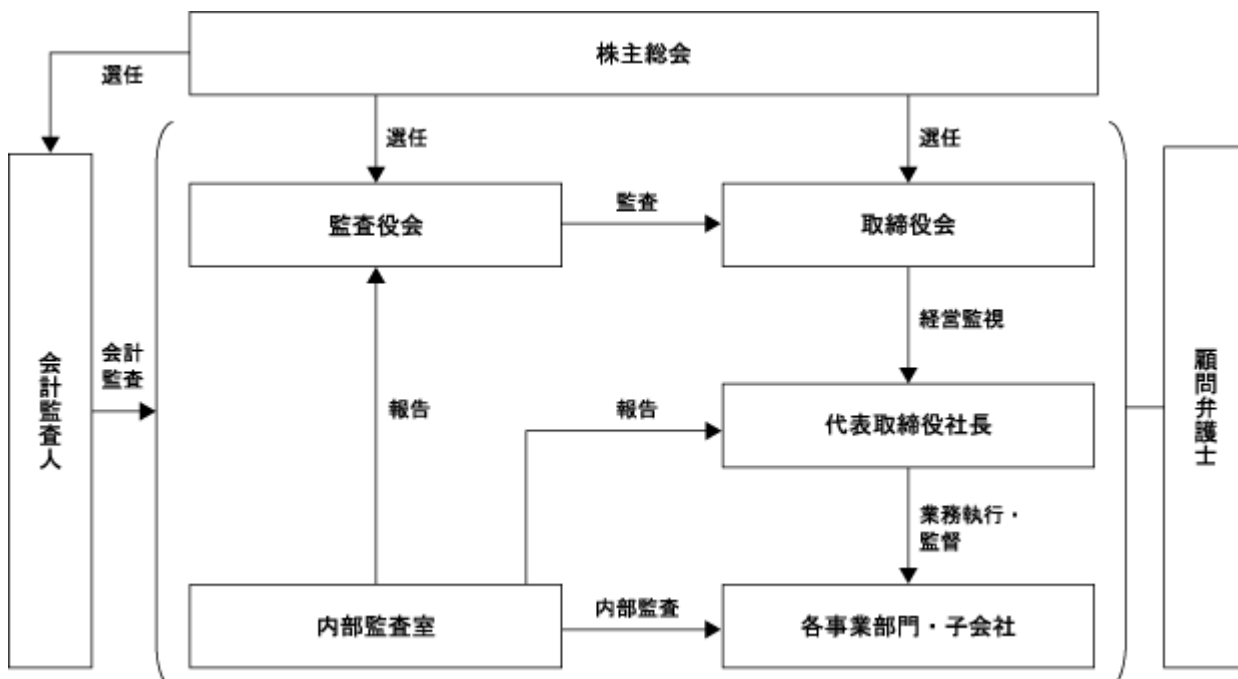 株主総会
選任
選任
選任
監査役会
監査
取締役会
経営監視
会計監査人
会計
監査
顧問弁護士
報告
報告
代表取締役社長
業務執行・
監督
内部監査室
内部監査
各事業部門・子会社